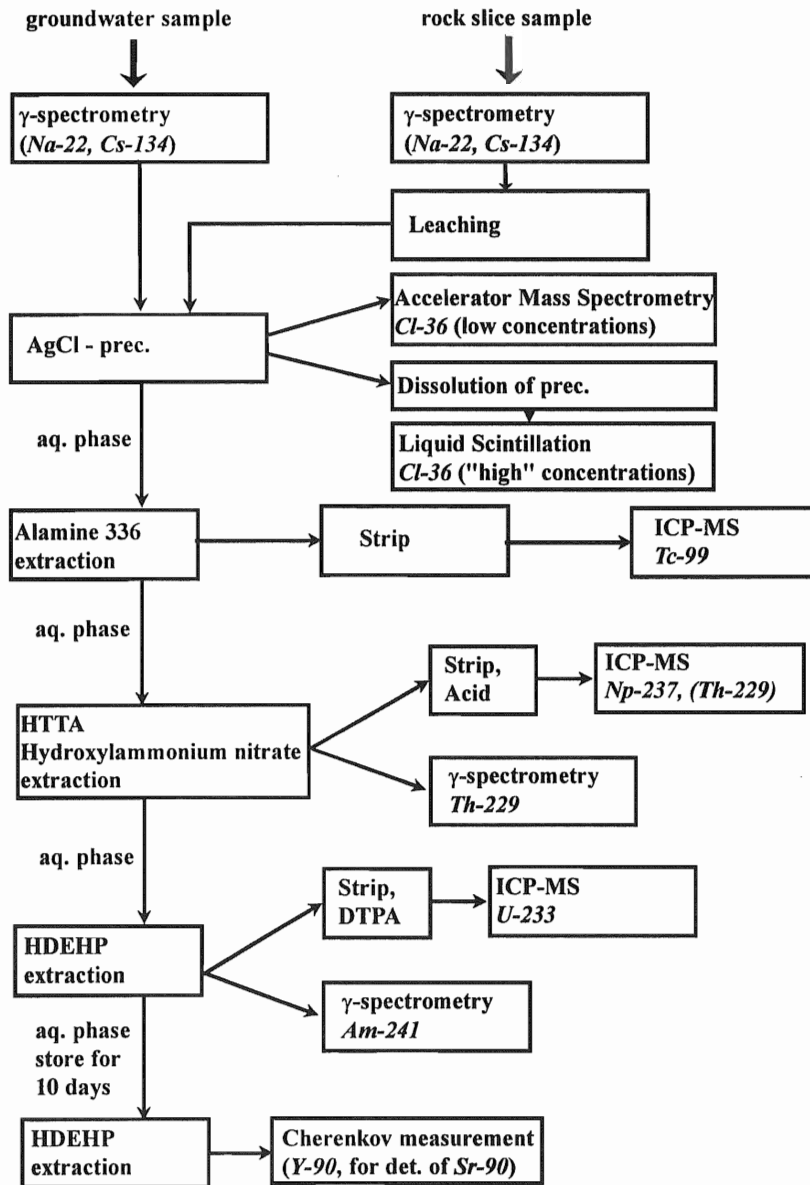 groundwater sample
rock slice sample
γ-spectrometry
(Na-22, Cs-134)
γ-spectrometry
(Na-22, Cs-134)
Leaching
AgCl - prec.
Accelerator Mass Spectrometry
Cl-36 (low concentrations)
Dissolution of prec.
Liquid Scintillation
Cl-36 ("high" concentrations)
aq. phase
Alamine 336
extraction
Strip
ICP-MS
Tc-99
aq. phase
HTTA
Hydroxylammonium nitrate
extraction
Strip,
Acid
ICP-MS
Np-237, (Th-229)
γ-spectrometry
Th-229
aq. phase
HDEHP
extraction
Strip,
DTPA
ICP-MS
U-233
γ-spectrometry
Am-241
aq. phase
store for
10 days
HDEHP
extraction
Cherenkov measurement
(Y-90, for det. of Sr-90)